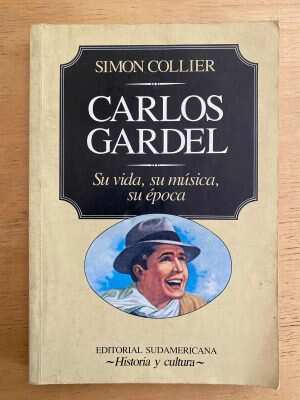 SIMON COLLIER
CARLOS
GARDEL
Su vida, su música,
su época
EDITORIAL SUDAMERICANA
~Historia y cultura~